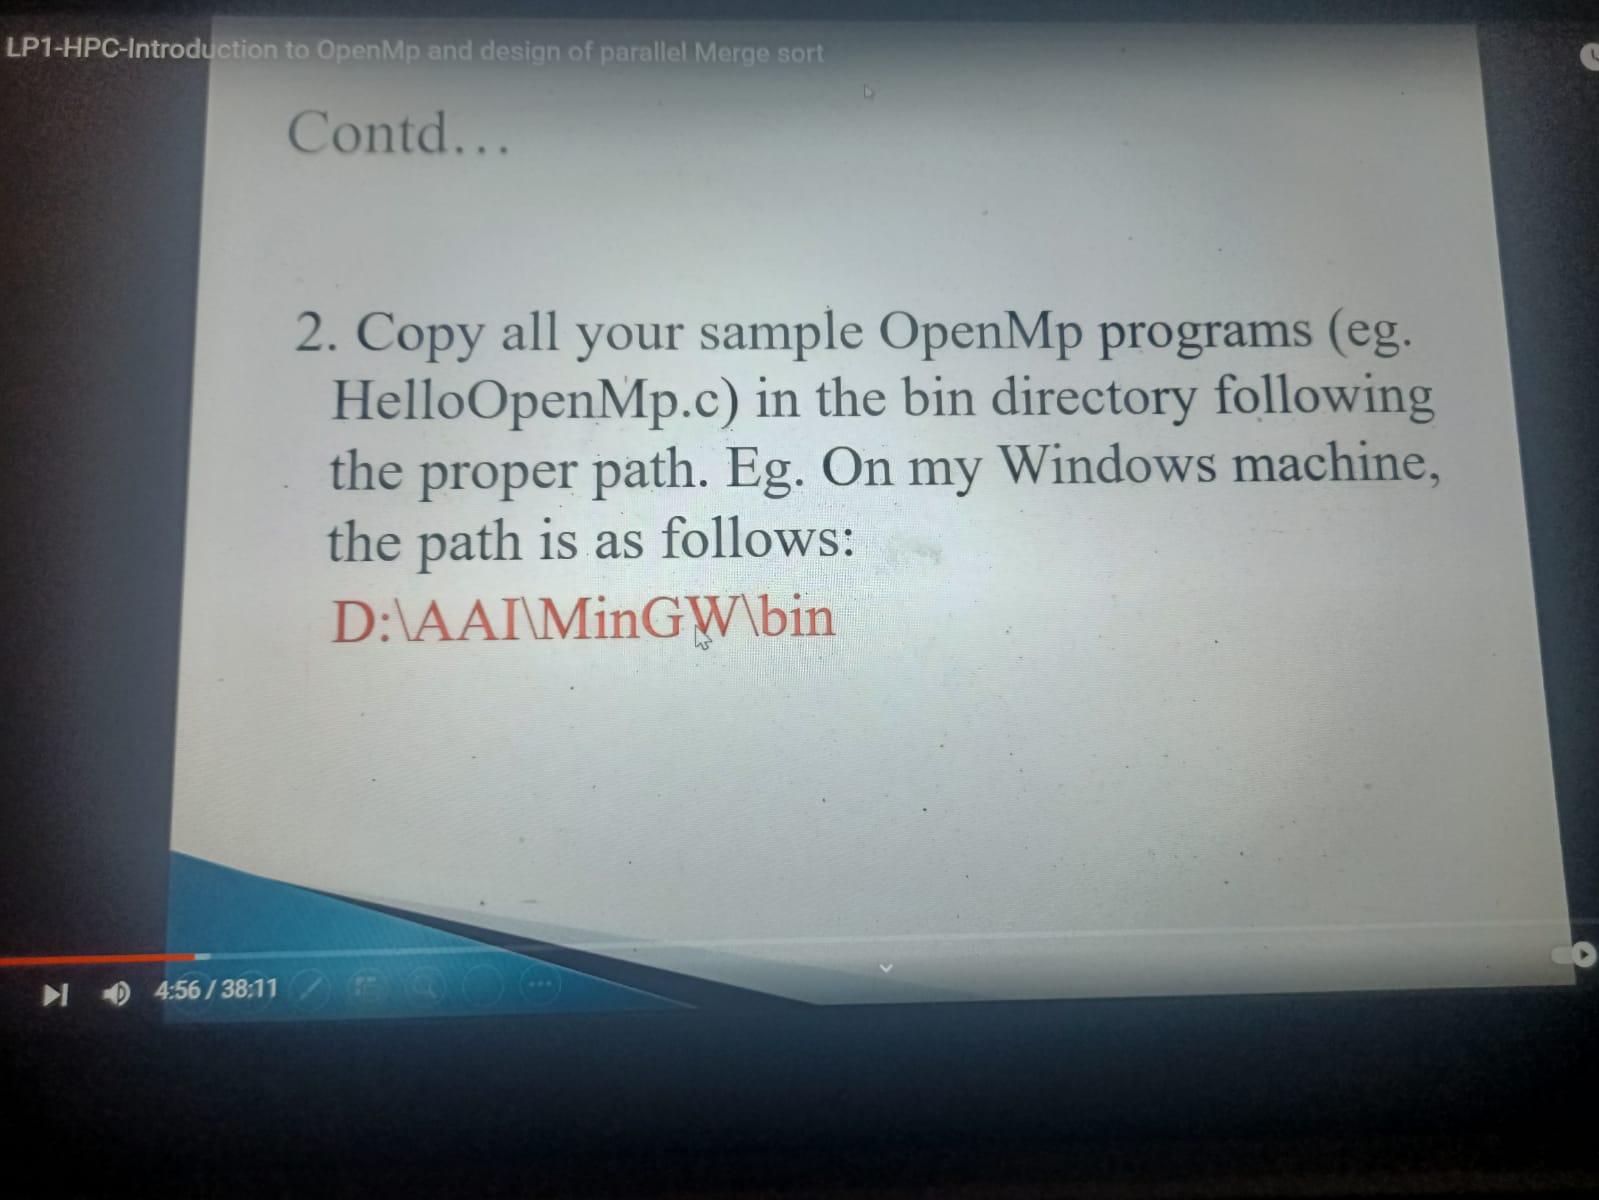 LP1-HPC-Introduction to OpenMp and design of parallel Merge sort
Contd...
2. Copy all your sample OpenMp programs (eg.
HelloOpenMp.c) in the bin directory following
the proper path. Eg. On my Windows machine,
the path is as follows:
D:\AAI\MinGW\bin
4:56 / 38:11